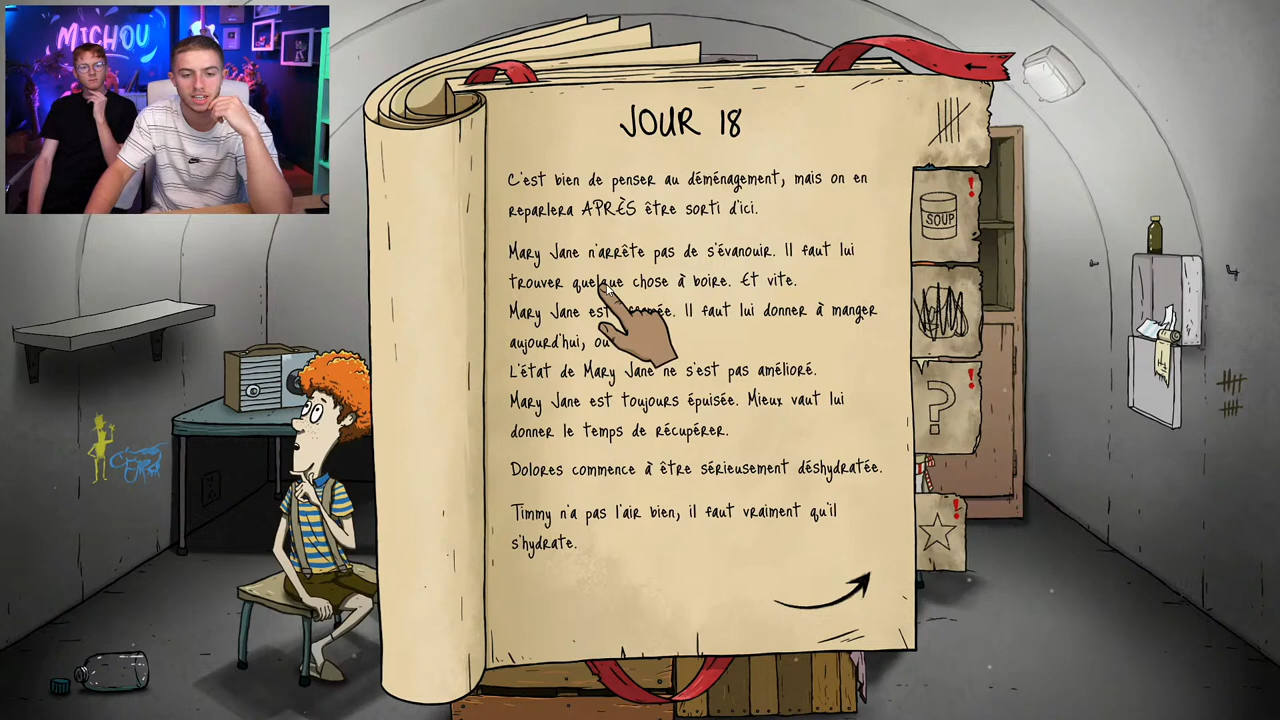 MICHOU
JOUR 18
C'est bien de penser au déménagement, mais on en
reparlera APRÈS être sorti d'ici.
Mary Jane n'arrête pas de s'évanouir. Il faut lui
trouver quelque chose à boire. Et vite.
Mary Jane est Il faut lui donner à manger
aujourd'hui, ou
L'état de Mary Jane ne s'est pas amélioré.
Mary Jane est toujours épuisée. Mieux vaut lui
donner le temps de récupérer.
Dolores commence à être sérieusement déshydratée.
Timmy n'a pas l'air bien, il faut vraiment qu'il
s'hydrate.
SOUP
!
?
!
!